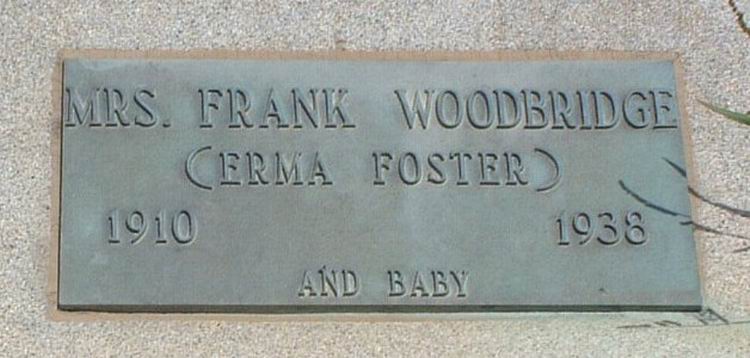 MRS. FRANK WOODBRIDGE
(ERMA FOSTER)
1910 1938
AND BABY